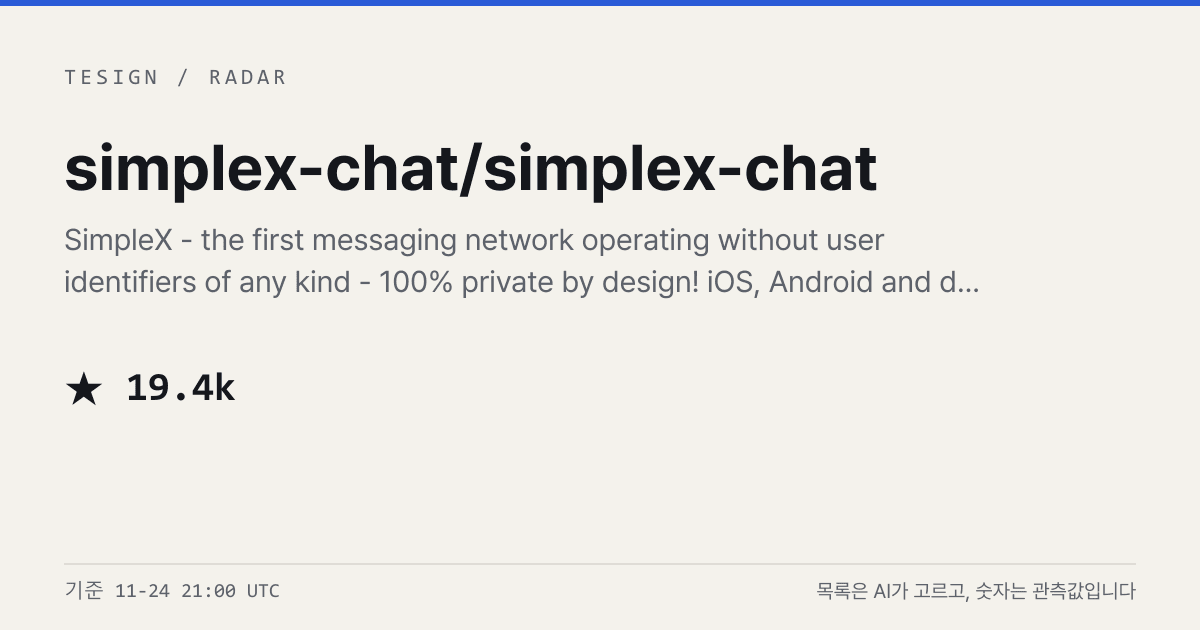 TESIGN / RADAR
simplex-chat/simplex-chat
SimpleX - the first messaging network operating without user
identifiers of any kind - 100% private by design! iOS, Android and d...
★ 19.4k
기준 11-24 21:00 UTC
목록은 AI가 고르고, 숫자는 관측값입니다